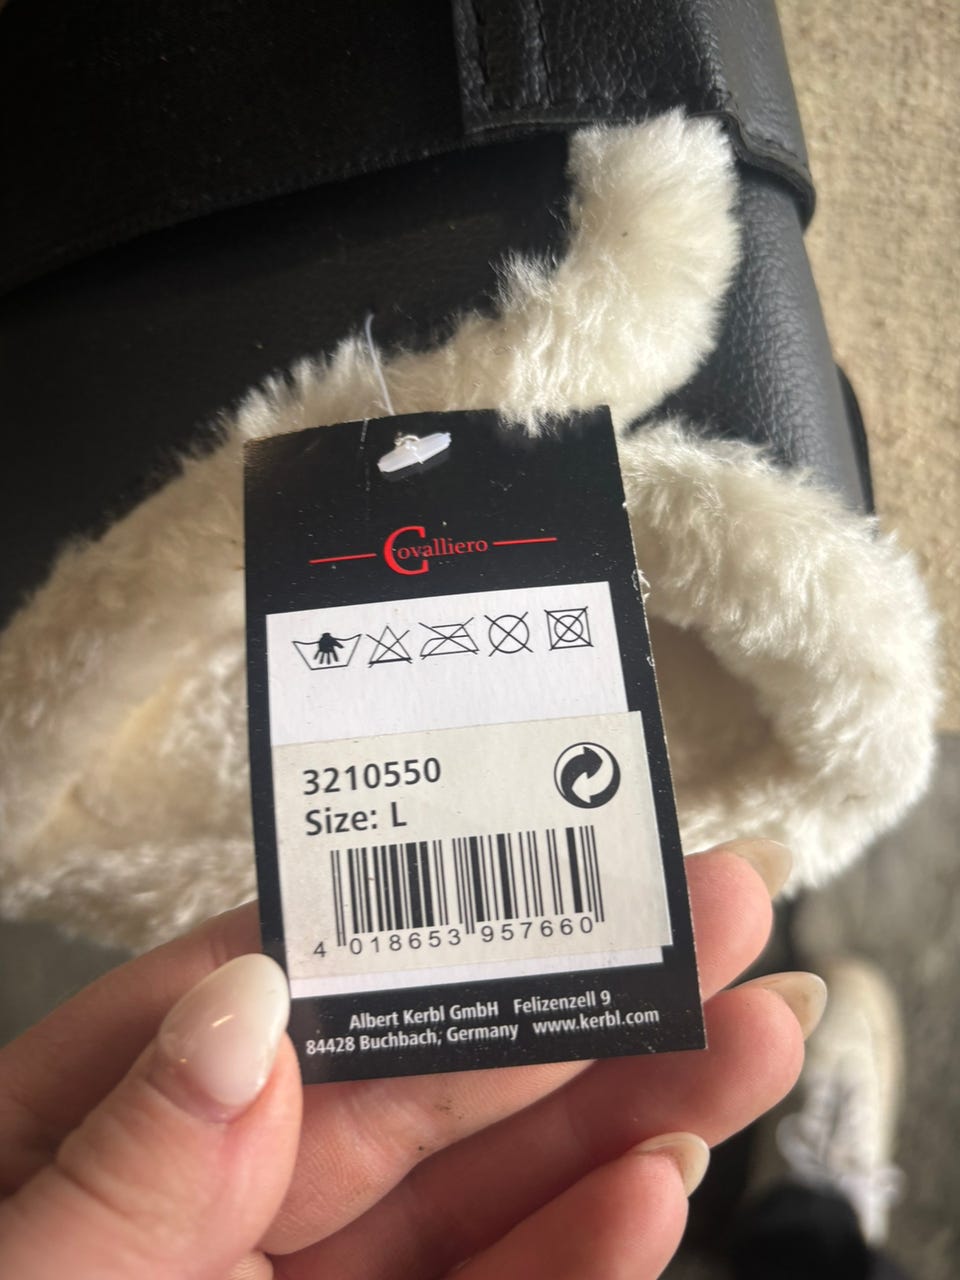 Covalliero
3210550
Size: L
4 018653 957660
Albert Kerbl GmbH Felizenzell 9
84428 Buchbach, Germany www.kerbl.com